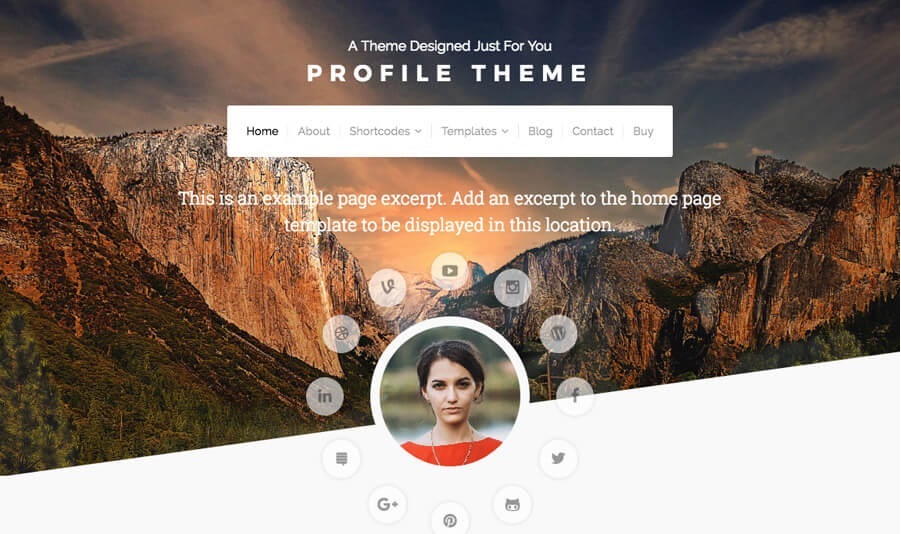 A Theme Designed Just For You
PROFILE THEME
Home About Shortcodes Templates Blog Contact Buy
This is an example page excerpt. Add an excerpt to the home page
template to be displayed in this location.